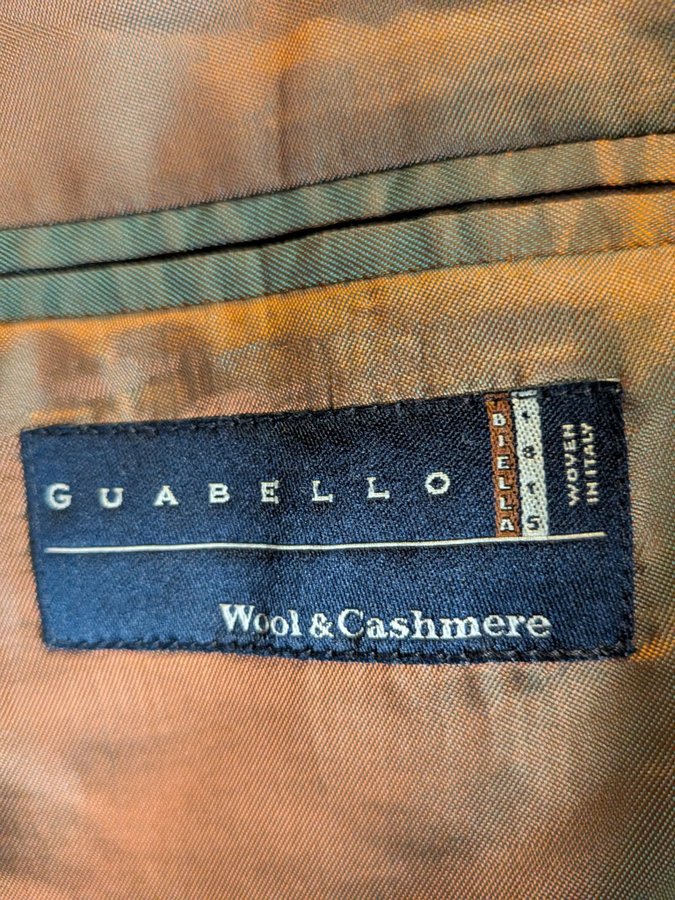 GUABELLO
BIELLA
1815
WOVEN
IN ITALY
Wool & Cashmere